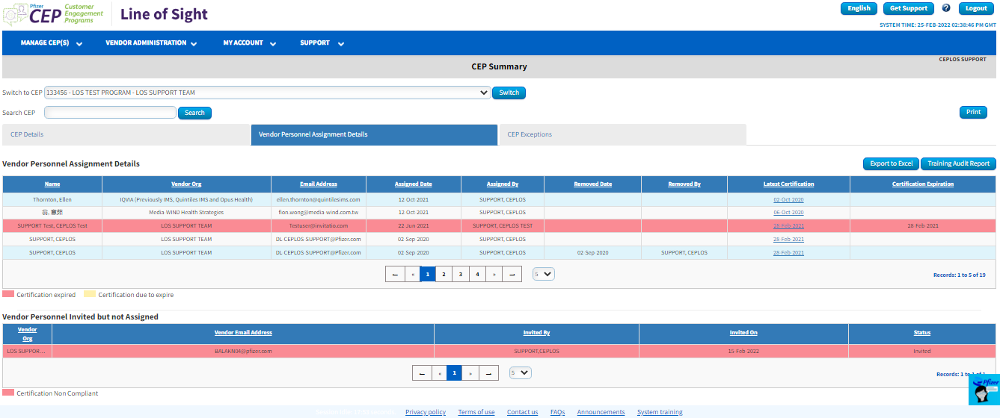 Pfizer
CEP Customer Engagement Programs
Line of Sight
English Get Support ? Logout
SYSTEM TIME: 25-FEB-2022 02:38:46 PM GMT
MANAGE CEP(S) VENDOR ADMINISTRATION MY ACCOUNT SUPPORT
CEPLOS SUPPORT
CEP Summary
Switch to CEP 133456 - LOS TEST PROGRAM - LOS SUPPORT TEAM Switch
Search CEP Search Print
CEP Details Vendor Personnel Assignment Details CEP Exceptions
Vendor Personnel Assignment Details Export to Excel Training Audit Report
Name Vendor Org Email Address Assigned Date Assigned By Removed Date Removed By Latest Certification Certification Expiration
Thornton, Ellen IQVIA (Previously IMS, Quintiles IMS and Opus Health) ellen.thornton@quintilesims.com 12-Oct-2021 SUPPORT, CEPLOS 02-Oct-2020
翁, 意茹 Media-WIND Health Strategies fion.wong@media-wind.com.tw 12-Oct-2021 SUPPORT, CEPLOS 06-Oct-2020
SUPPORT Test, CEPLOS Test LOS SUPPORT TEAM Testuser@invitatio.com 22-Jun-2021 SUPPORT, CEPLOS TEST 28-Feb-2021 28-Feb-2021
SUPPORT, CEPLOS LOS SUPPORT TEAM DL-CEPLOS-SUPPORT@Pfizer.com 02-Sep-2020 SUPPORT, CEPLOS 28-Feb-2021
SUPPORT, CEPLOS LOS SUPPORT TEAM DL-CEPLOS-SUPPORT@Pfizer.com 02-Sep-2020 SUPPORT, CEPLOS 02-Sep-2020 SUPPORT, CEPLOS 28-Feb-2021
« 1 2 3 4 » 5 Records: 1 to 5 of 19
Certification expired Certification due to expire
Vendor Personnel Invited but not Assigned
Vendor Org Vendor Email Address Invited By Invited On Status
LOS SUPPOR... BALAKN04@pfizer.com SUPPORT,CEPLOS 15-Feb-2022 Invited
« 1 » 5 Records: 1 to 1 of 1
Pfizer
Certification Non Compliant
Privacy policy Terms of use Contact us FAQs Announcements System training